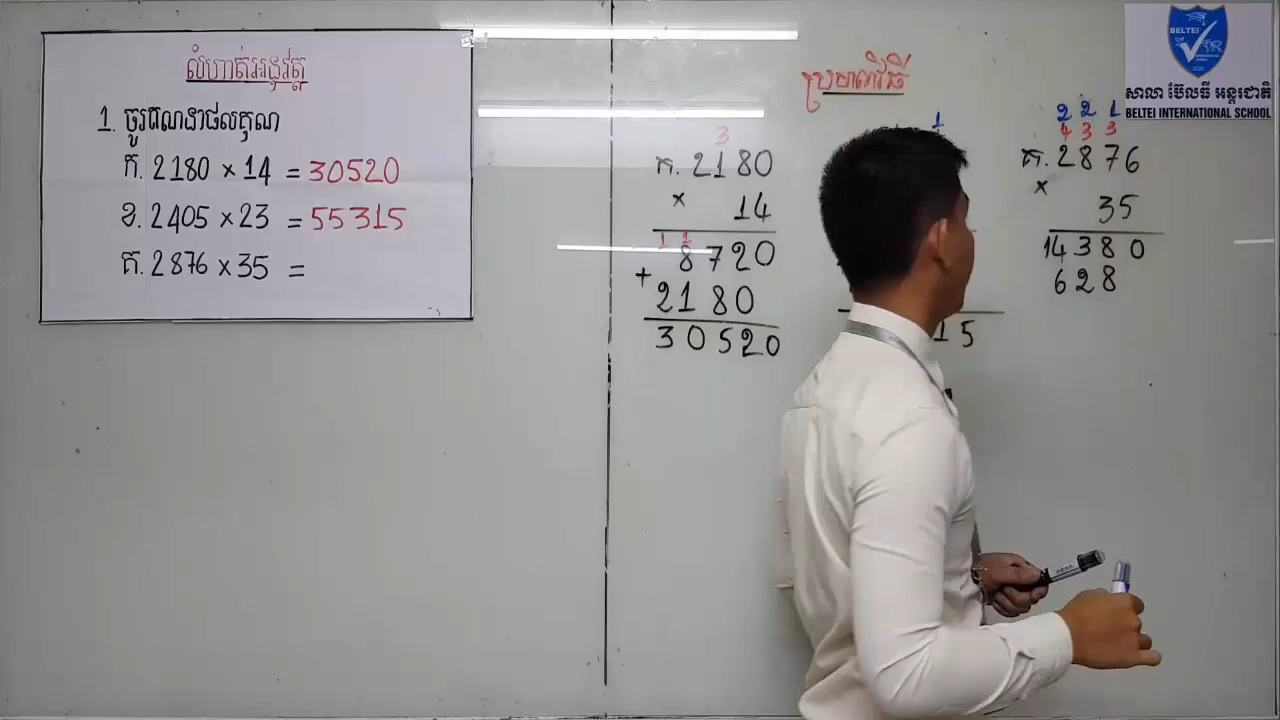 លំហាត់អនុវត្ត
1. ចូរគណនាផលគុណ
ក. 2180 × 14 = 30520
ខ. 2405 × 23 = 55315
គ. 2876 × 35 =
ប្រមាណវិធី
3
ក. 2180
× 14
1 1
8720
+
2180
30520
1
15
2 2 1
4 3 3
គ. 2876
×
35
14380
628
BELTEI
សាលា ប៊ែលធី អន្តរជាតិ
BELTEI INTERNATIONAL SCHOOL